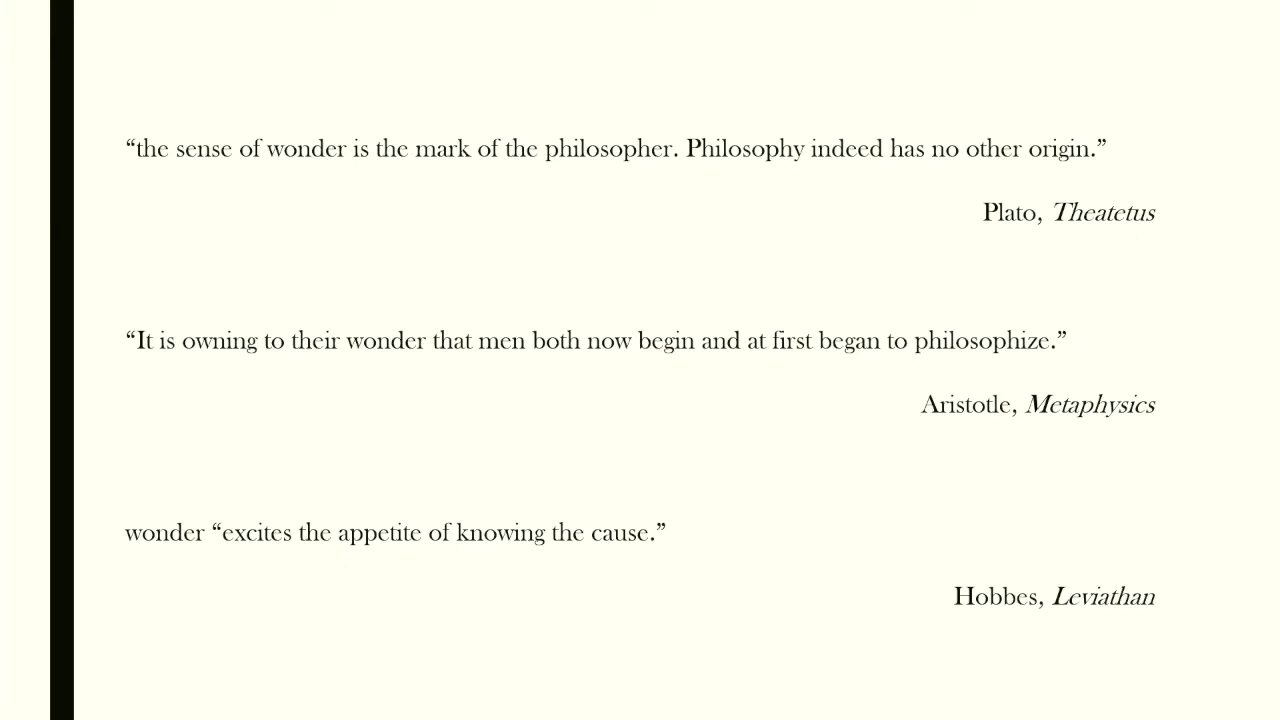 “the sense of wonder is the mark of the philosopher. Philosophy indeed has no other origin.”
Plato, Theatetus
“It is owning to their wonder that men both now begin and at first began to philosophize.”
Aristotle, Metaphysics
wonder “excites the appetite of knowing the cause.”
Hobbes, Leviathan